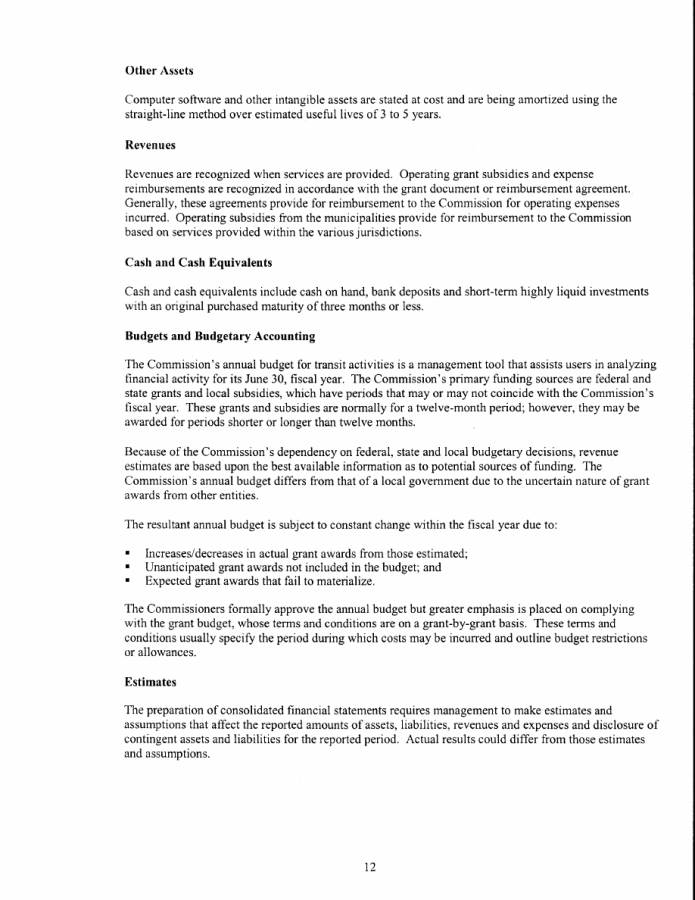 Other Assets
Computer software and other intangible assets are stated at cost and are being amortized using the
straight-line method over estimated useful lives of 3 to 5 years.
Revenues
Revenues are recognized when services are provided. Operating grant subsidies and expense
reimbursements are recognized in accordance with the grant document or reimbursement agreement.
Generally, these agreements provide for reimbursement to the Commission for operating expenses
incurred. Operating subsidies from the municipalities provide for reimbursement to the Commission
based on services provided within the various jurisdictions.
Cash and Cash Equivalents
Cash and cash equivalents include cash on hand, bank deposits and short-term highly liquid investments
with an original purchased maturity of three months or less.
Budgets and Budgetary Accounting
The Commission's annual budget for transit activities is a management tool that assists users in analyzing
financial activity for its June 30, fiscal year. The Commission's primary funding sources are federal and
state grants and local subsidies, which have periods that may or may not coincide with the Commission's
fiscal year. These grants and subsidies are normally for a twelve-month period; however, they may be
awarded for periods shorter or longer than twelve months.
Because of the Commission's dependency on federal, state and local budgetary decisions, revenue
estimates are based upon the best available information as to potential sources of funding. The
Commission's annual budget differs from that of a local government due to the uncertain nature of grant
awards from other entities.
The resultant annual budget is subject to constant change within the fiscal year due to:
▪ Increases/decreases in actual grant awards from those estimated;
▪ Unanticipated grant awards not included in the budget; and
▪ Expected grant awards that fail to materialize.
The Commissioners formally approve the annual budget but greater emphasis is placed on complying
with the grant budget, whose terms and conditions are on a grant-by-grant basis. These terms and
conditions usually specify the period during which costs may be incurred and outline budget restrictions
or allowances.
Estimates
The preparation of consolidated financial statements requires management to make estimates and
assumptions that affect the reported amounts of assets, liabilities, revenues and expenses and disclosure of
contingent assets and liabilities for the reported period. Actual results could differ from those estimates
and assumptions.
12